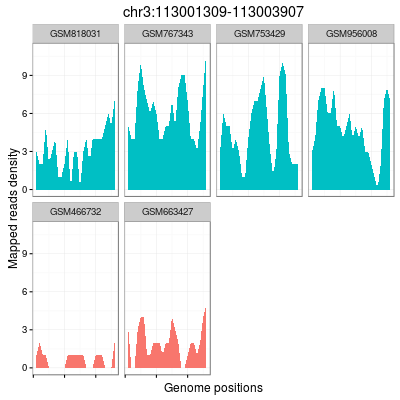 chr3:113001309-113003907
GSM818031 GSM767343 GSM753429 GSM956008
9
6
3
0
GSM466732 GSM663427
9
6
3
0
Mapped reads density
Genome positions